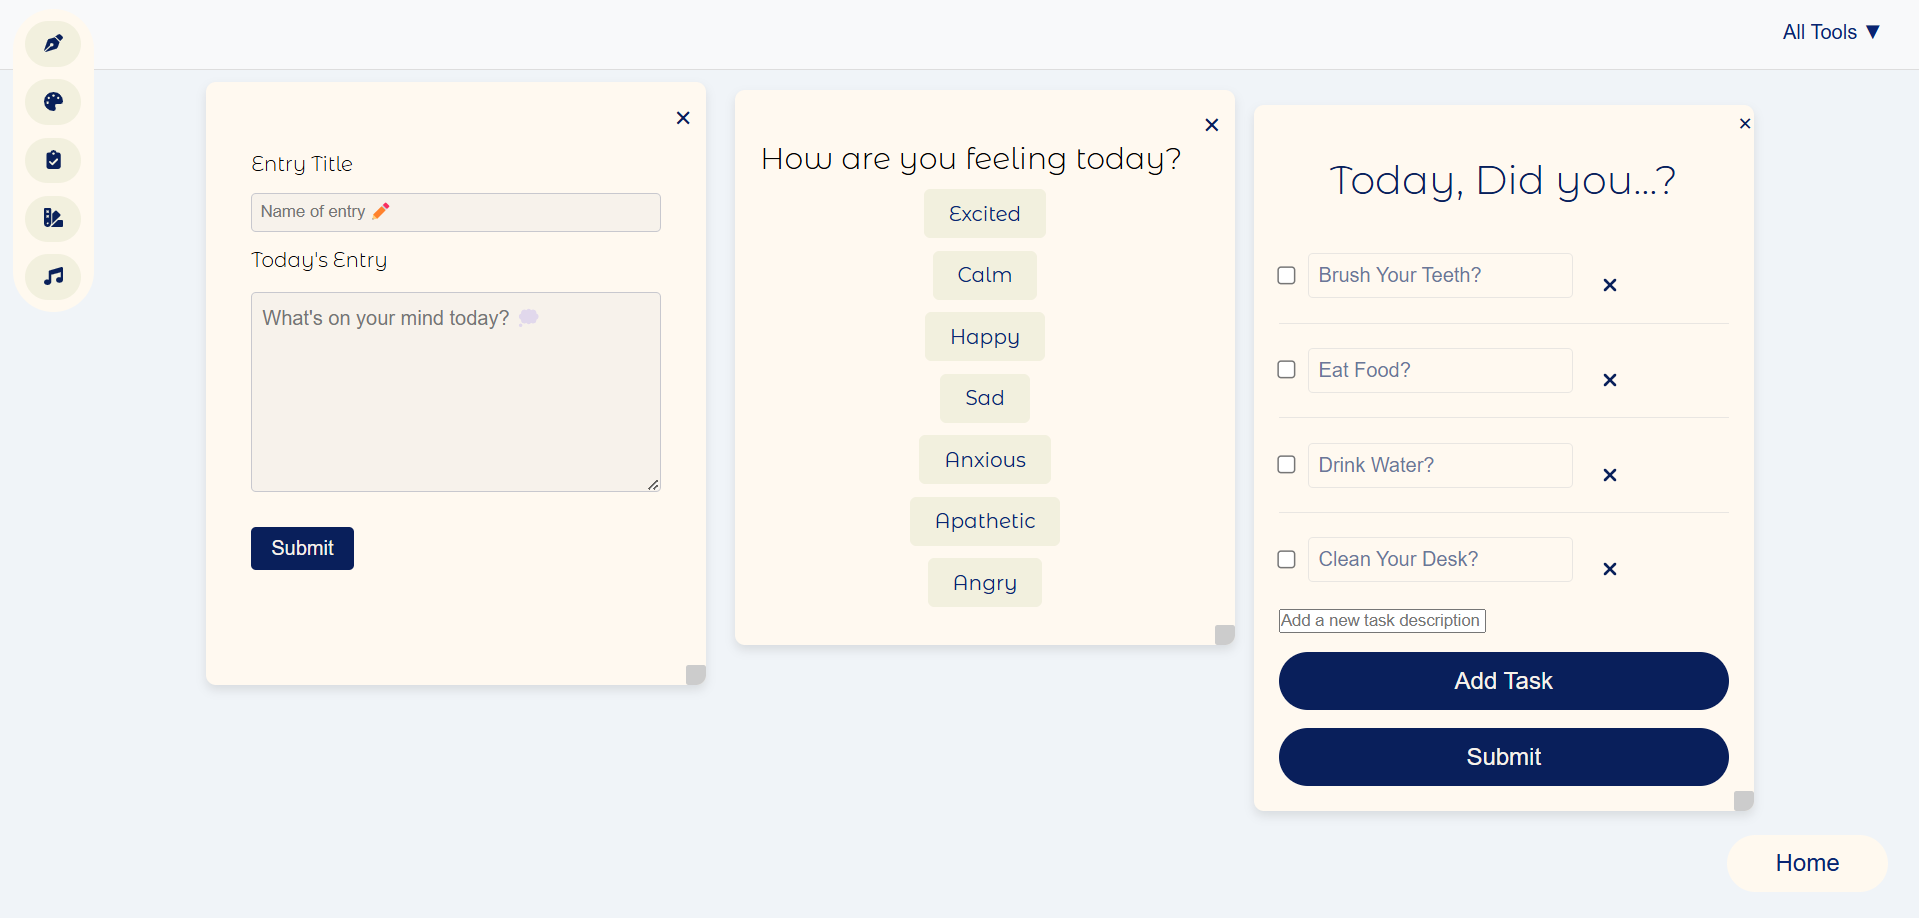 All Tools ▼
Entry Title
Name of entry ✏️
Today's Entry
What's on your mind today? 💭
Submit
How are you feeling today?
Excited
Calm
Happy
Sad
Anxious
Apathetic
Angry
Today, Did you...?
Brush Your Teeth?
Eat Food?
Drink Water?
Clean Your Desk?
Add a new task description
Add Task
Submit
Home